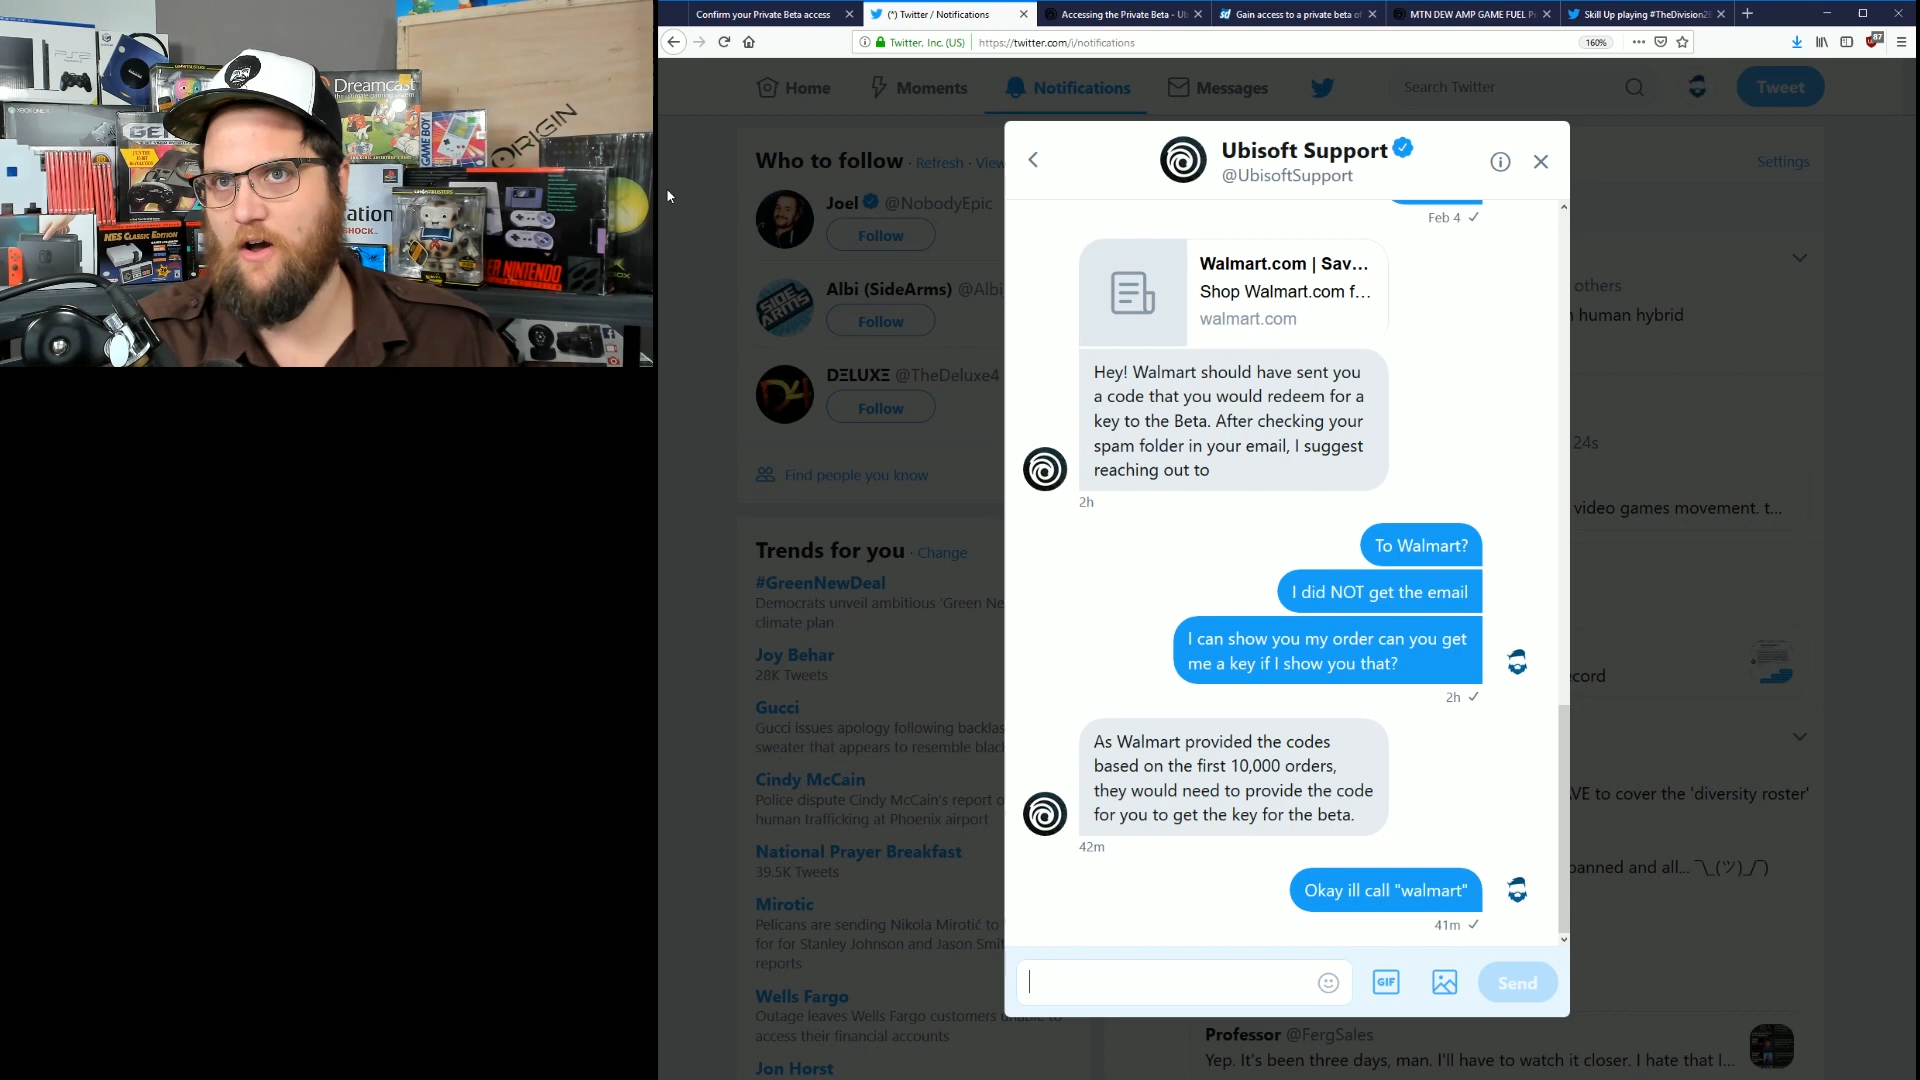 Confirm your Private Beta access
(*) Twitter / Notifications
Accessing the Private Beta - Ub
Gain access to a private beta of
MTN DEW AMP GAME FUEL
Skill Up playing #TheDivision2
Twitter, Inc. (US)
https://twitter.com/i/notifications
160%
87
Home
Moments
Notifications
Messages
Search Twitter
Tweet
Who to follow · Refresh · View
Settings
Joel @NobodyEpic
Follow
Albi (SideArms) @Albi
Follow
DΞLUXΞ @TheDeluxe4
Follow
Find people you know
Trends for you · Change
#GreenNewDeal
Democrats unveil ambitious 'Green Ne
climate plan
Joy Behar
28K Tweets
Gucci
Gucci issues apology following backlas
sweater that appears to resemble blac
Cindy McCain
Police dispute Cindy McCain's report o
human trafficking at Phoenix airport
National Prayer Breakfast
39.5K Tweets
Mirotic
Pelicans are sending Nikola Mirotić to
for for Stanley Johnson and Jason Smit
reports
Wells Fargo
Outage leaves Wells Fargo customers unable to
access their financial accounts
Jon Horst
Ubisoft Support
@UbisoftSupport
Feb 4
Walmart.com | Sav...
Shop Walmart.com f...
walmart.com
Hey! Walmart should have sent you
a code that you would redeem for a
key to the Beta. After checking your
spam folder in your email, I suggest
reaching out to
2h
To Walmart?
I did NOT get the email
I can show you my order can you get
me a key if I show you that?
2h
As Walmart provided the codes
based on the first 10,000 orders,
they would need to provide the code
for you to get the key for the beta.
42m
Okay ill call "walmart"
41m
GIF
Send
others
human hybrid
24s
video games movement. t...
ecord
VE to cover the 'diversity roster'
banned and all... ¯\_(ツ)_/¯)
Professor @FergSales
Yep. It's been three days, man. I'll have to watch it closer. I hate that I...
Dreamcast
GAME BOY
ORIGIN
GHOSTBUSTERS
NES CLASSIC EDITION
SIDE
ARMS